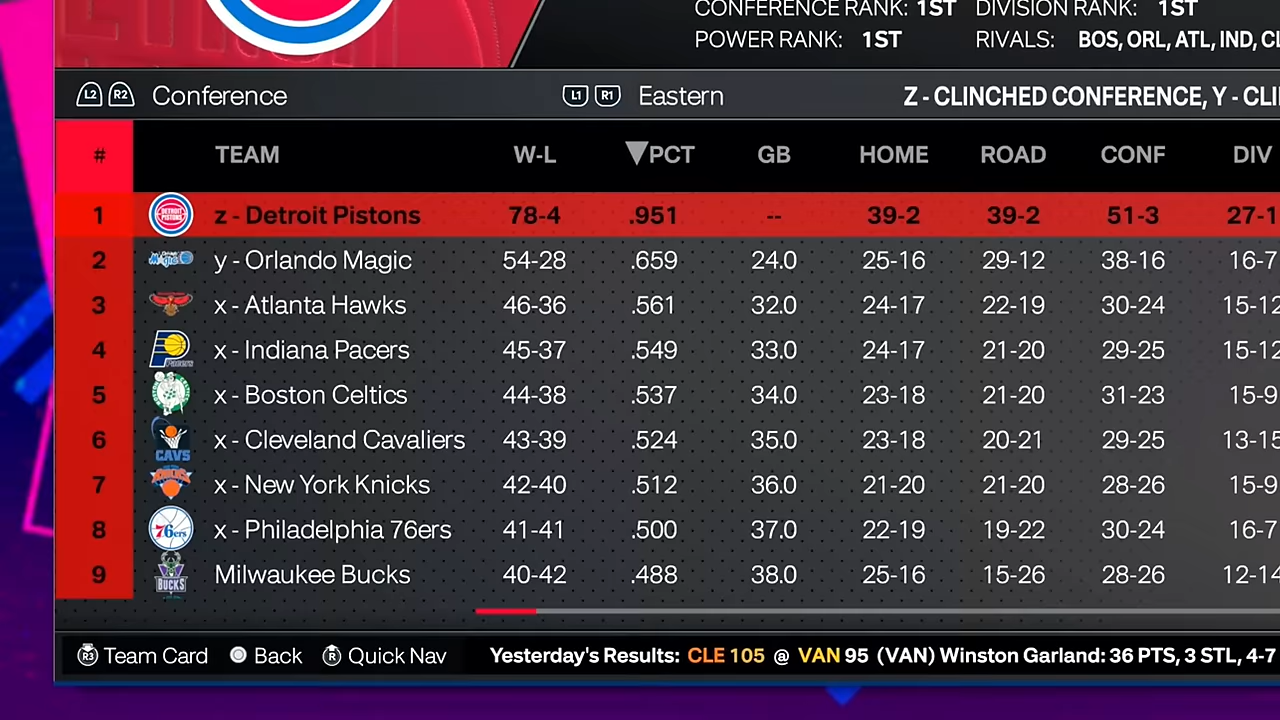 CONFERENCE RANK: 1ST DIVISION RANK: 1ST
POWER RANK: 1ST RIVALS: BOS, ORL, ATL, IND,
L2 R2 Conference L1 R1 Eastern Z - CLINCHED CONFERENCE, Y -
# TEAM W-L ▼PCT GB HOME ROAD CONF DIV
1 DETROIT PISTONS z - Detroit Pistons 78-4 .951 -- 39-2 39-2 51-3 27-1
2 Magic y - Orlando Magic 54-28 .659 24.0 25-16 29-12 38-16 16-7
3 x - Atlanta Hawks 46-36 .561 32.0 24-17 22-19 30-24 15-12
4 Pacers x - Indiana Pacers 45-37 .549 33.0 24-17 21-20 29-25 15-12
5 x - Boston Celtics 44-38 .537 34.0 23-18 21-20 31-23 15-9
6 CAVS x - Cleveland Cavaliers 43-39 .524 35.0 23-18 20-21 29-25 13-15
7 KNICKS x - New York Knicks 42-40 .512 36.0 21-20 21-20 28-26 15-9
8 76ers x - Philadelphia 76ers 41-41 .500 37.0 22-19 19-22 30-24 16-7
9 BUCKS Milwaukee Bucks 40-42 .488 38.0 25-16 15-26 28-26 12-14
R3 Team Card Back R Quick Nav Yesterday's Results: CLE 105 @ VAN 95 (VAN) Winston Garland: 36 PTS, 3 STL, 4-7